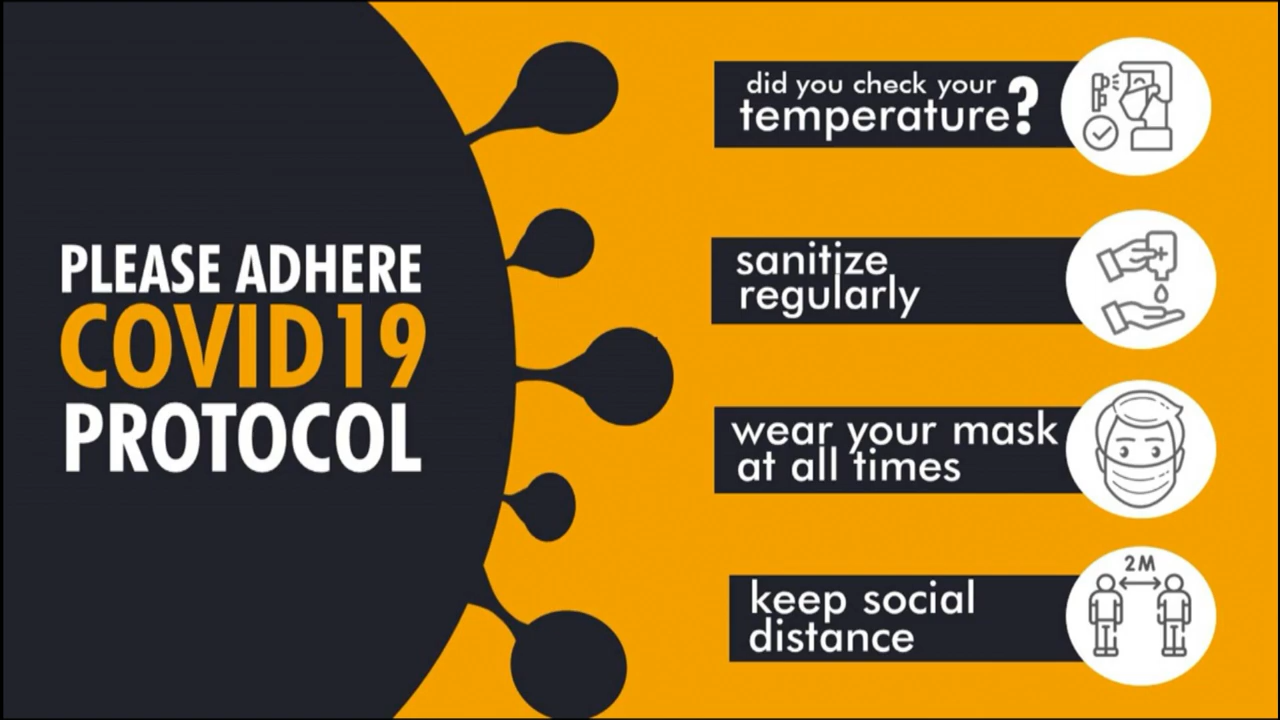 PLEASE ADHERE
COVID19
PROTOCOL
did you check your
temperature?
sanitize
regularly
wear your mask
at all times
2M
keep social
distance